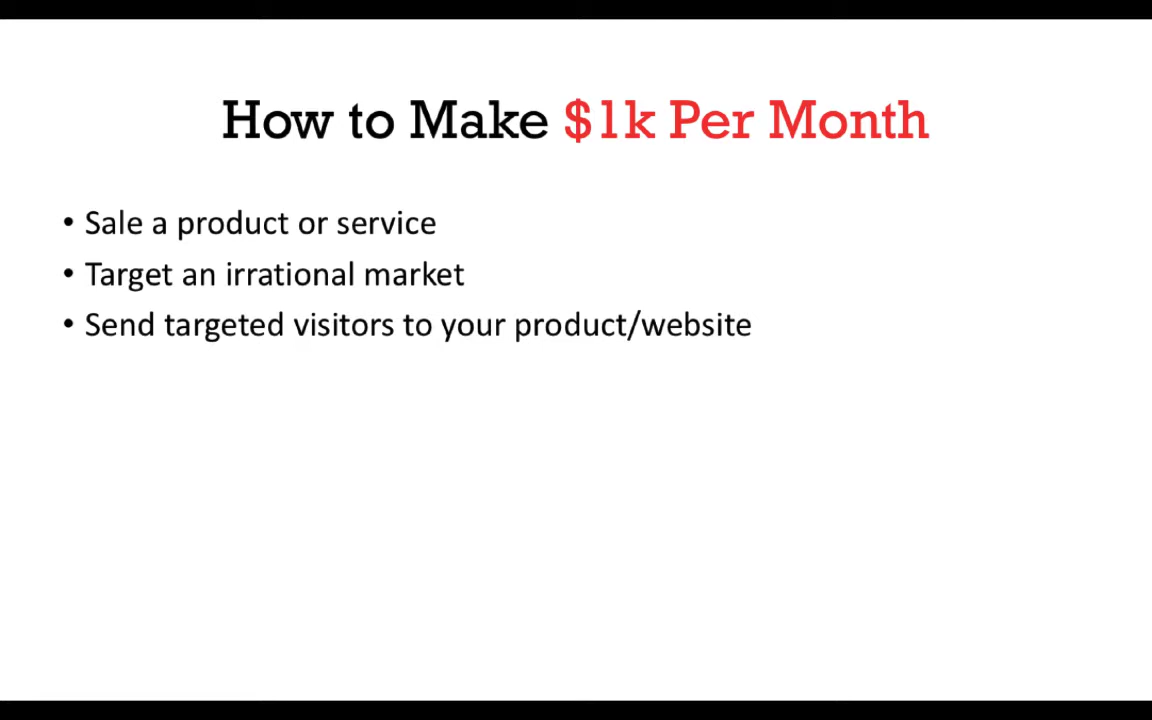 How to Make $1k Per Month
• Sale a product or service
• Target an irrational market
• Send targeted visitors to your product/website